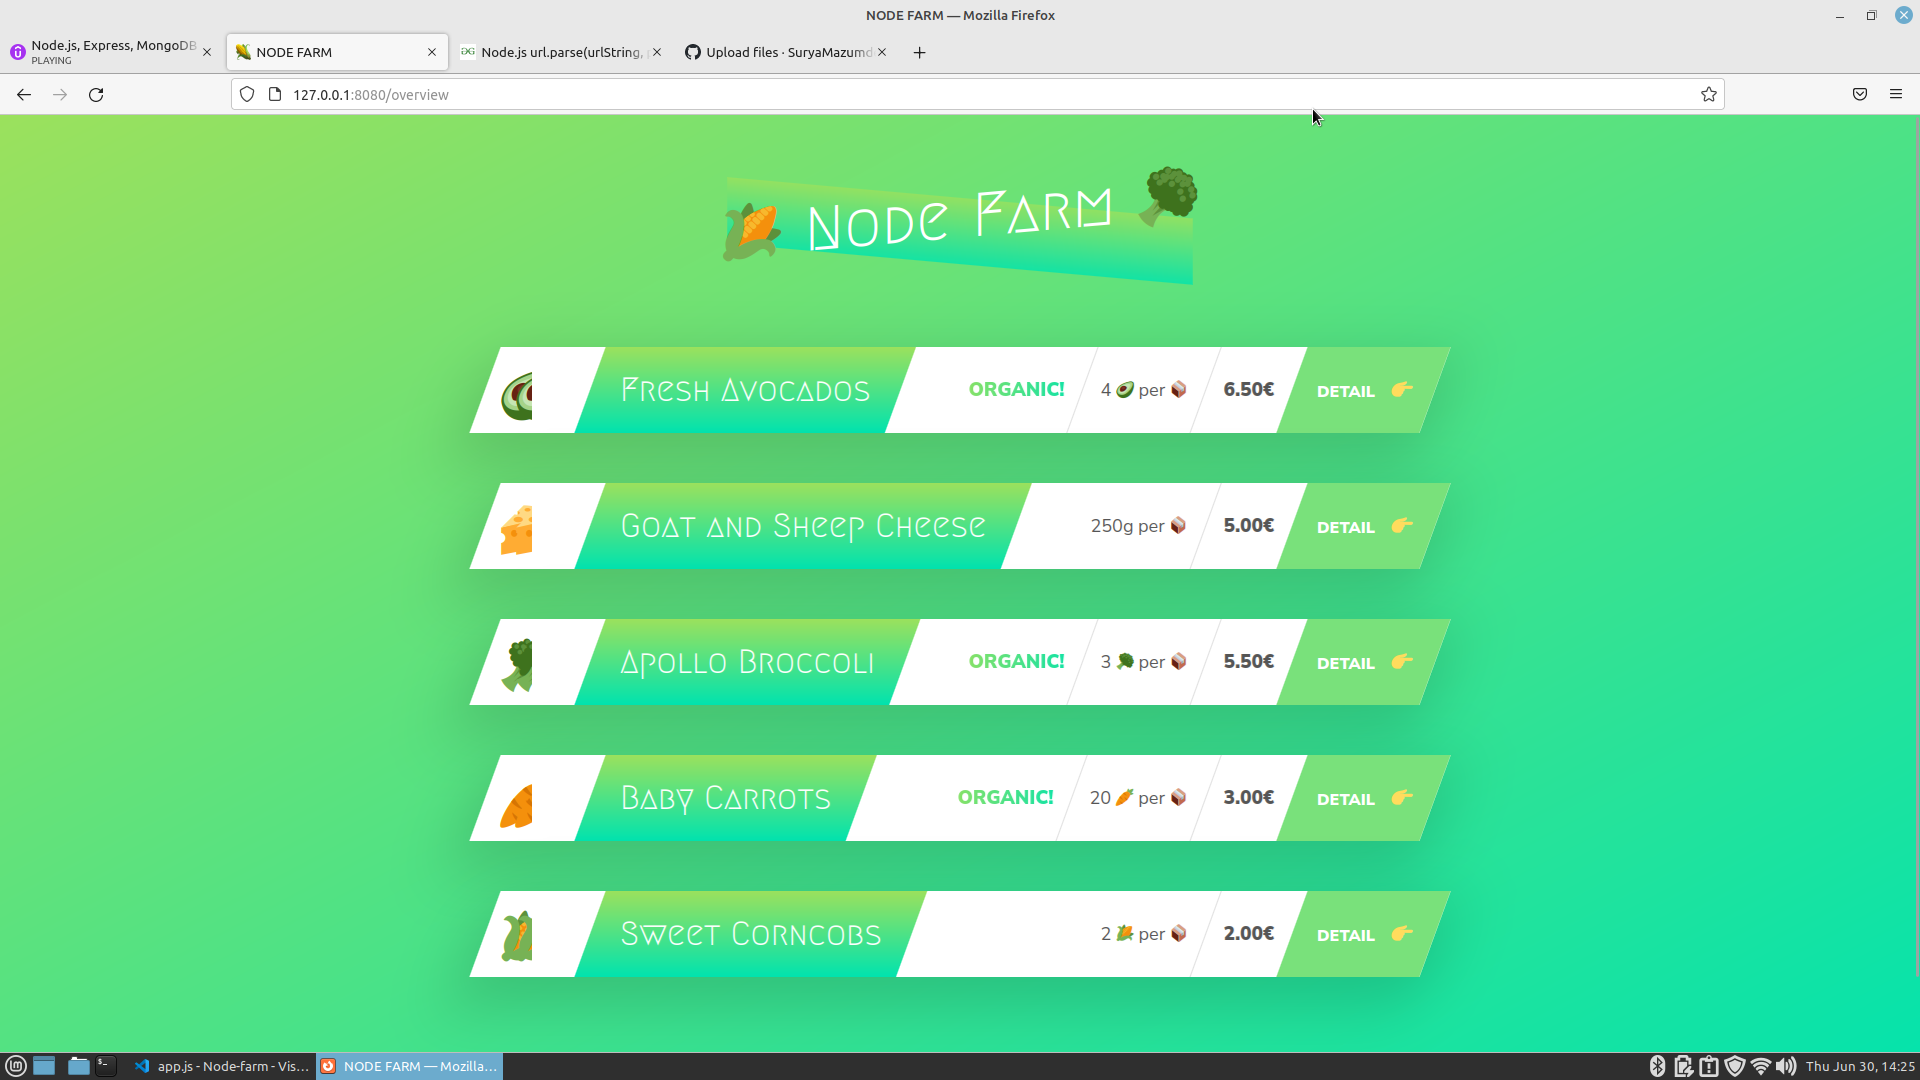 NODE FARM — Mozilla Firefox
Node.js, Express, MongoDB
PLAYING
NODE FARM
Node.js url.parse(urlString,
Upload files · SuryaMazumd
127.0.0.1:8080/overview
Node Farm
Fresh Avocados ORGANIC! 4 🥑 per 📦 6.50€ DETAIL 👉
Goat and Sheep Cheese 250g per 📦 5.00€ DETAIL 👉
Apollo Broccoli ORGANIC! 3 🥦 per 📦 5.50€ DETAIL 👉
Baby Carrots ORGANIC! 20 🥕 per 📦 3.00€ DETAIL 👉
Sweet Corncobs 2 🌽 per 📦 2.00€ DETAIL 👉
app.js - Node-farm - Vis...
NODE FARM — Mozilla...
Thu Jun 30, 14:25